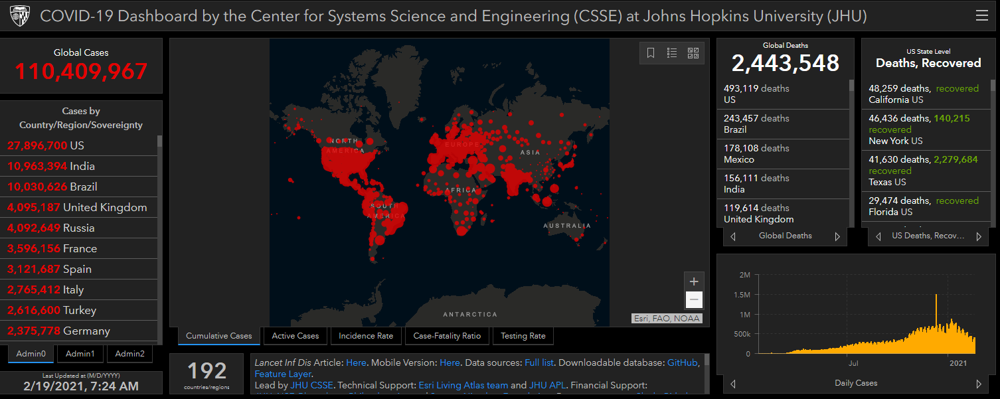 COVID-19 Dashboard by the Center for Systems Science and Engineering (CSSE) at Johns Hopkins University (JHU)
Global Cases
110,409,967
Cases by
Country/Region/Sovereignty
27,896,700 US
10,963,394 India
10,030,626 Brazil
4,095,187 United Kingdom
4,092,649 Russia
3,596,156 France
3,121,687 Spain
2,765,412 Italy
2,616,600 Turkey
2,375,778 Germany
Admin0
Admin1
Admin2
Last Updated at (M/D/YYYY)
2/19/2021, 7:24 AM
NORTH
AMERICA
SOUTH
AMERICA
EUROPE
ASIA
AFRICA
AUSTRALIA
ANTARCTICA
Esri, FAO, NOAA
Cumulative Cases
Active Cases
Incidence Rate
Case-Fatality Ratio
Testing Rate
192
countries/regions
Lancet Inf Dis Article: Here. Mobile Version: Here. Data sources: Full list. Downloadable database: GitHub,
Feature Layer.
Lead by JHU CSSE. Technical Support: Esri Living Atlas team and JHU APL. Financial Support:
Global Deaths
2,443,548
493,119 deaths
US
243,457 deaths
Brazil
178,108 deaths
Mexico
156,111 deaths
India
119,614 deaths
United Kingdom
Global Deaths
US State Level
Deaths, Recovered
48,259 deaths, recovered
California US
46,436 deaths, 140,215
recovered
New York US
41,630 deaths, 2,279,684
recovered
Texas US
29,474 deaths, recovered
Florida US
US Deaths, Recov...
2M
1.5M
1M
500k
0
Jul
2021
Daily Cases